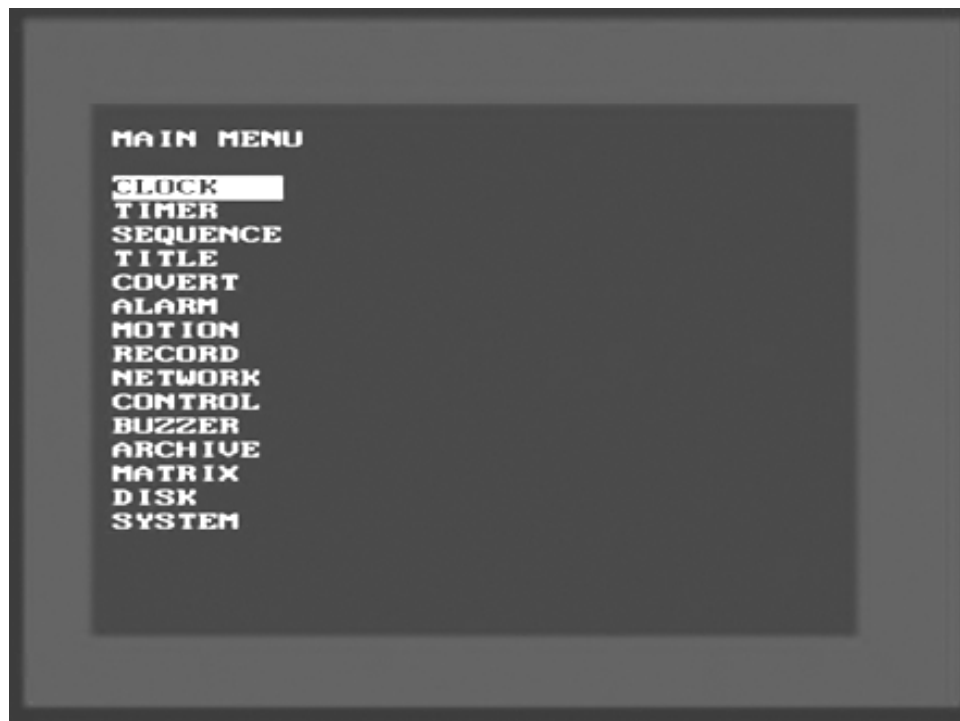 MAIN MENU
CLOCK
TIMER
SEQUENCE
TITLE
COVERT
ALARM
MOTION
RECORD
NETWORK
CONTROL
BUZZER
ARCHIVE
MATRIX
DISK
SYSTEM